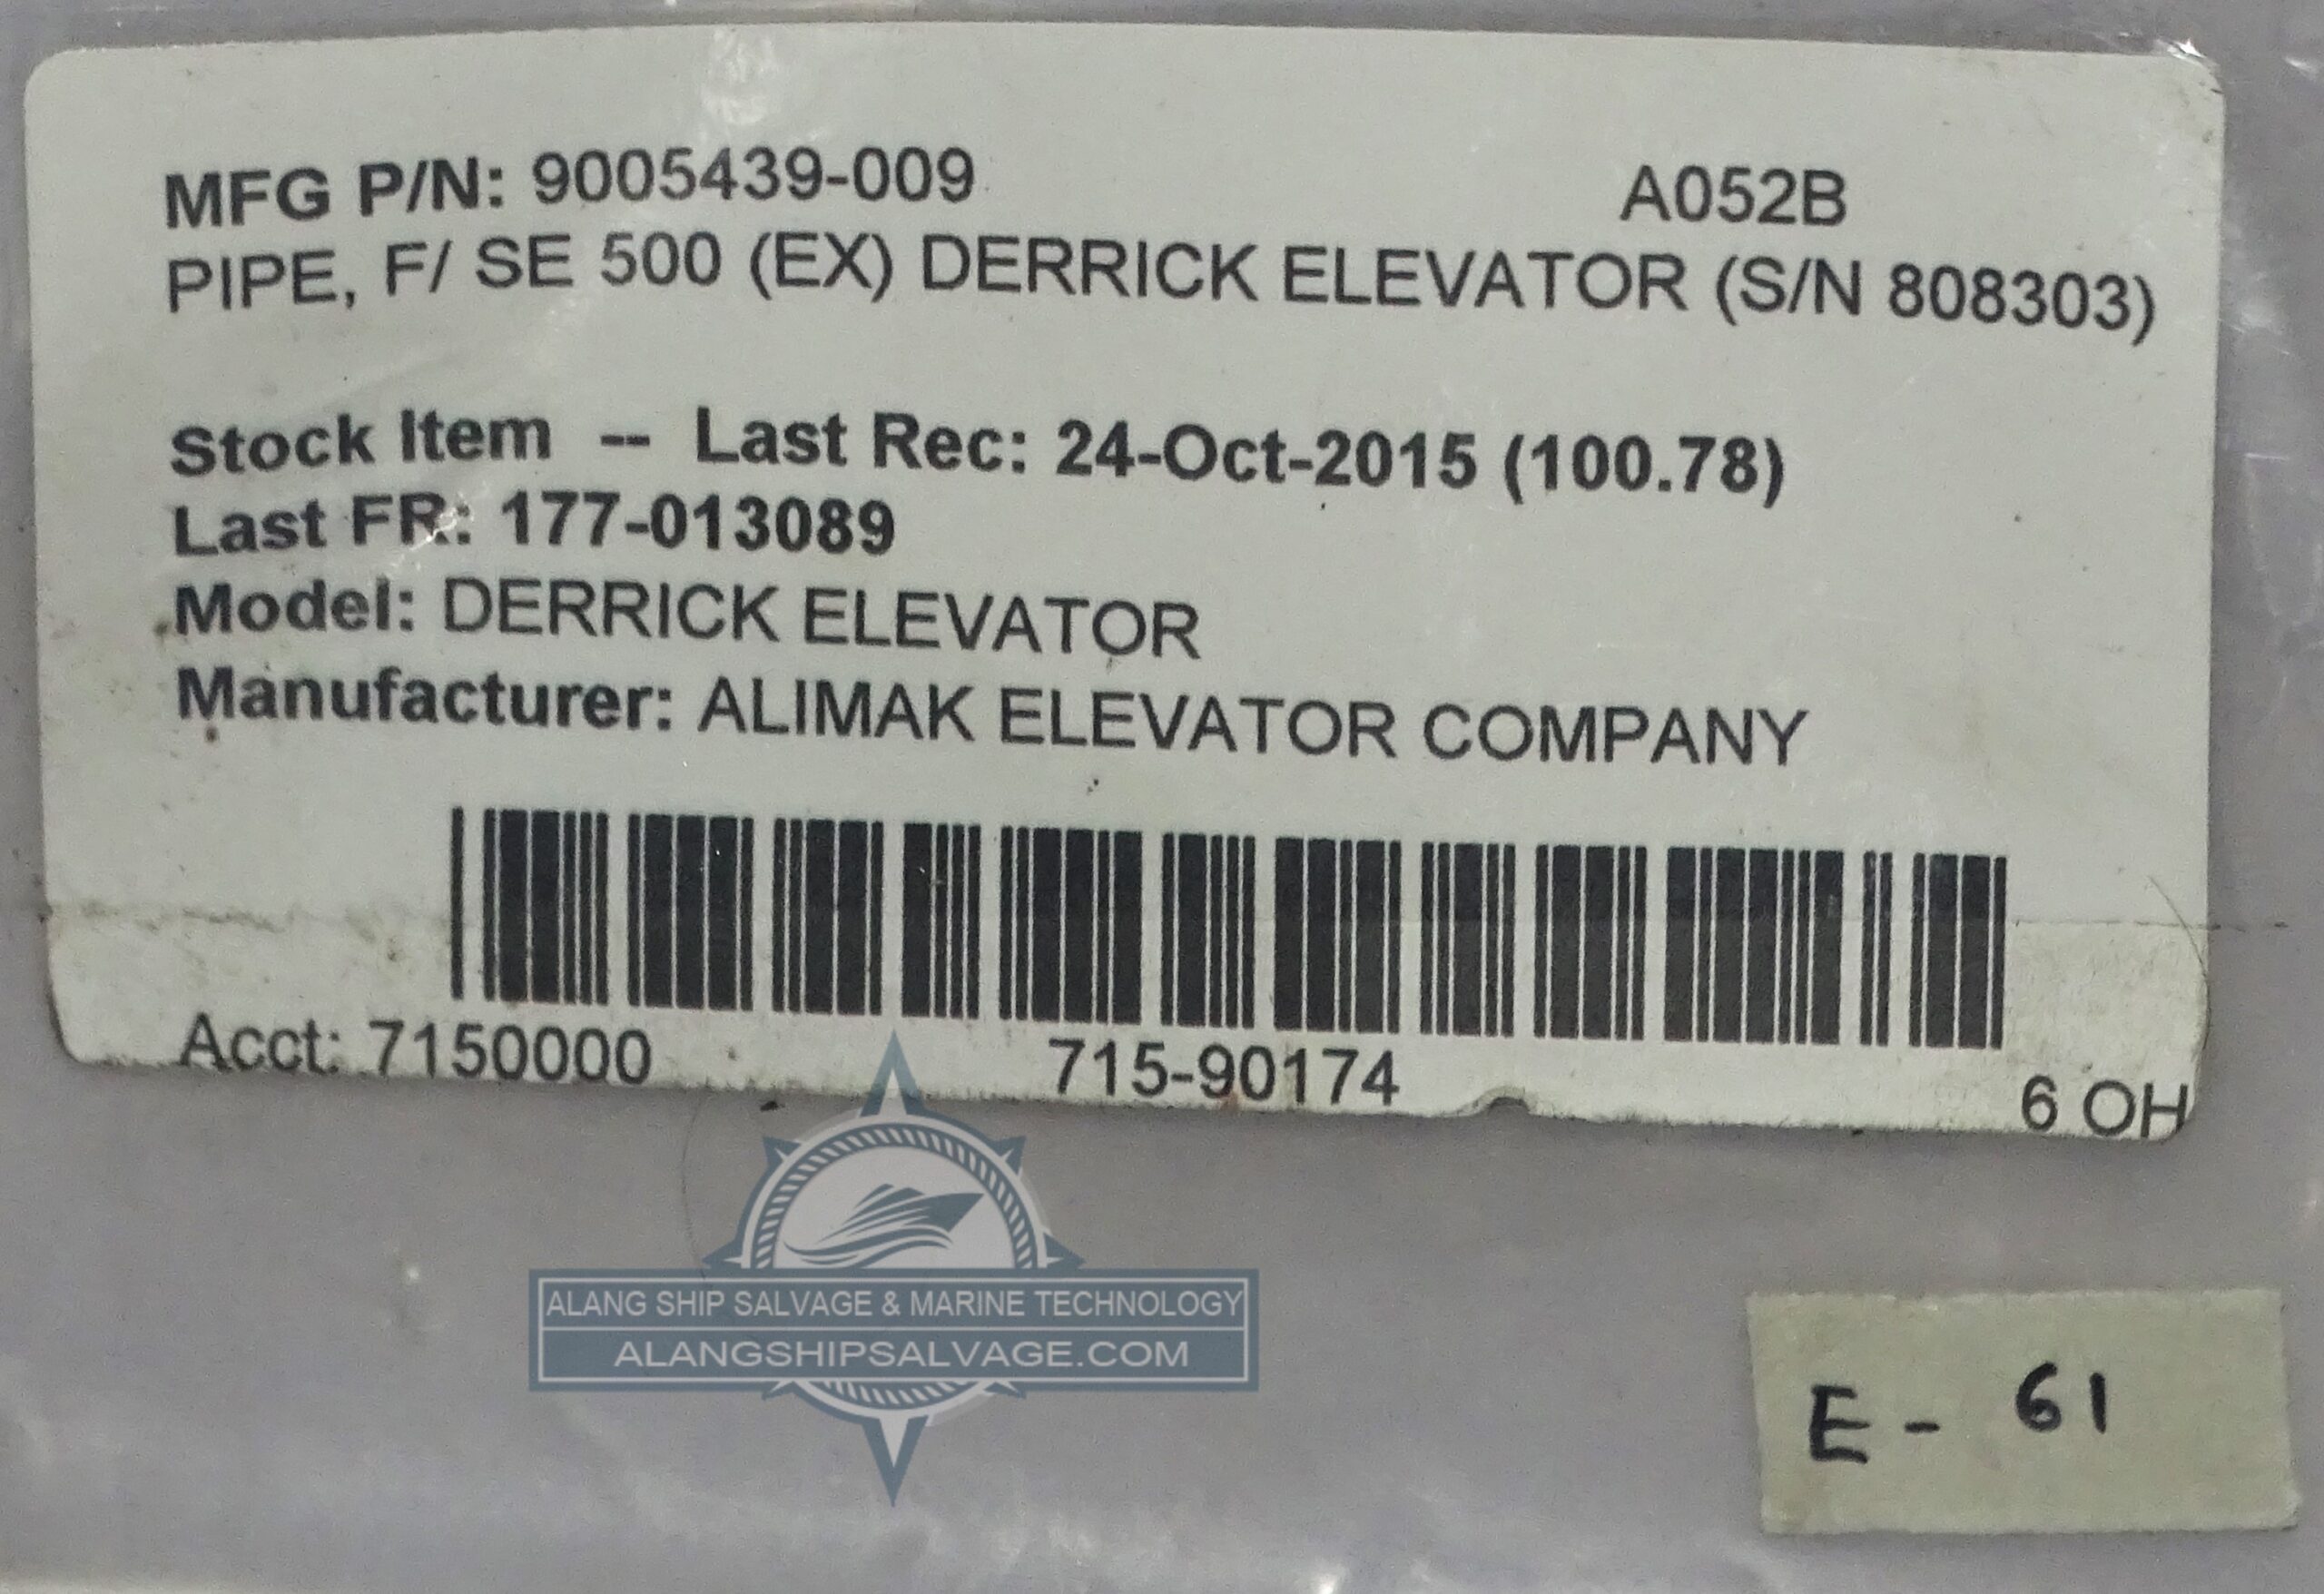 MFG P/N: 9005439-009 A052B
PIPE, F/ SE 500 (EX) DERRICK ELEVATOR (S/N 808303)
Stock Item -- Last Rec: 24-Oct-2015 (100.78)
Last FR: 177-013089
Model: DERRICK ELEVATOR
Manufacturer: ALIMAK ELEVATOR COMPANY
Acct: 7150000 715-90174 6 OH
ALANG SHIP SALVAGE & MARINE TECHNOLOGY
ALANGSHIPSALVAGE.COM
E - 61